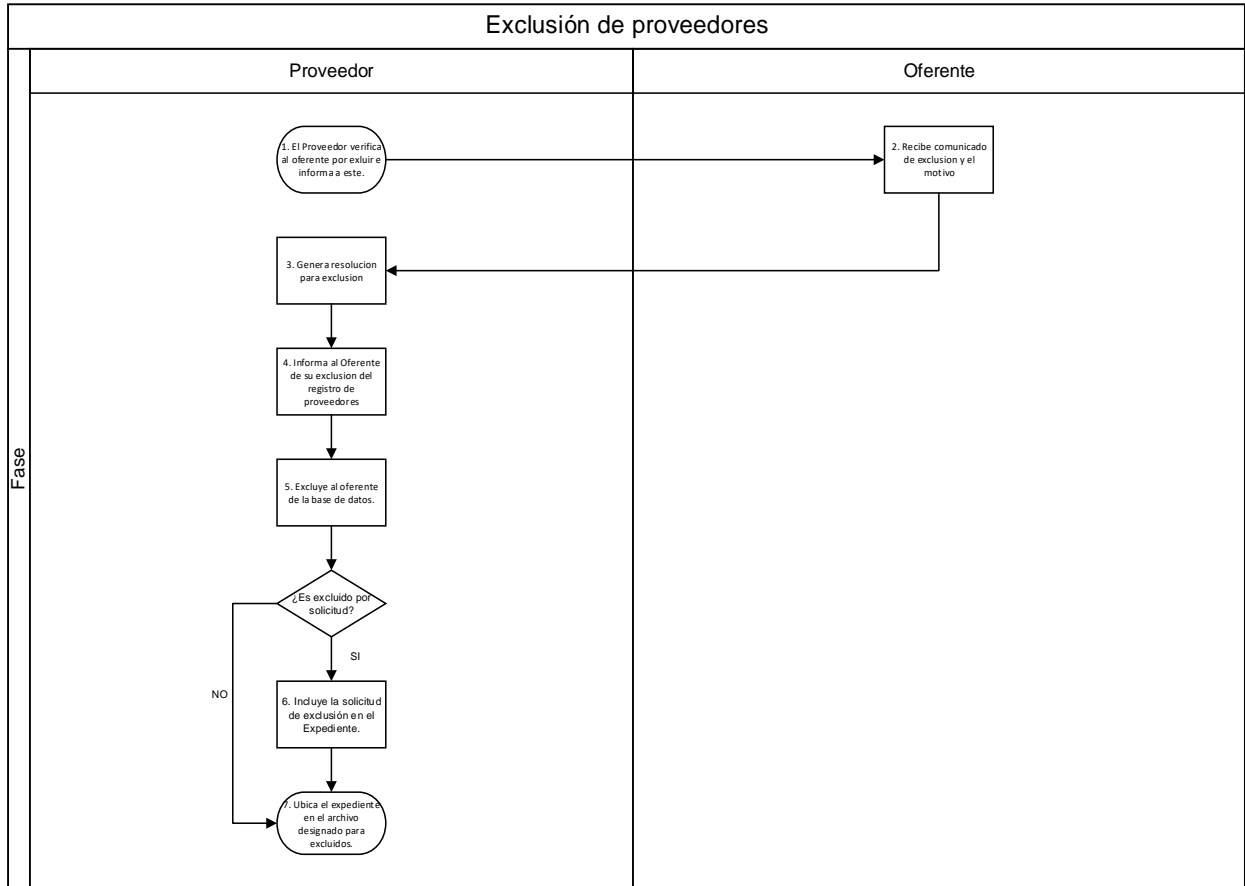 Exclusión de proveedores
Fase
Proveedor
Oferente
1. El Proveedor verifica
al oferente por exluir e
informa a este.
2. Recibe comunicado
de exclusion y el
motivo
3. Genera resolucion
para exclusion
4. Informa al Oferente
de su exclusion del
registro de
proveedores
5. Excluye al oferente
de la base de datos.
¿Es excluido por
solicitud?
SI
NO
6. Incluye la solicitud
de exclusión en el
Expediente.
7. Ubica el expediente
en el archivo
designado para
excluidos.